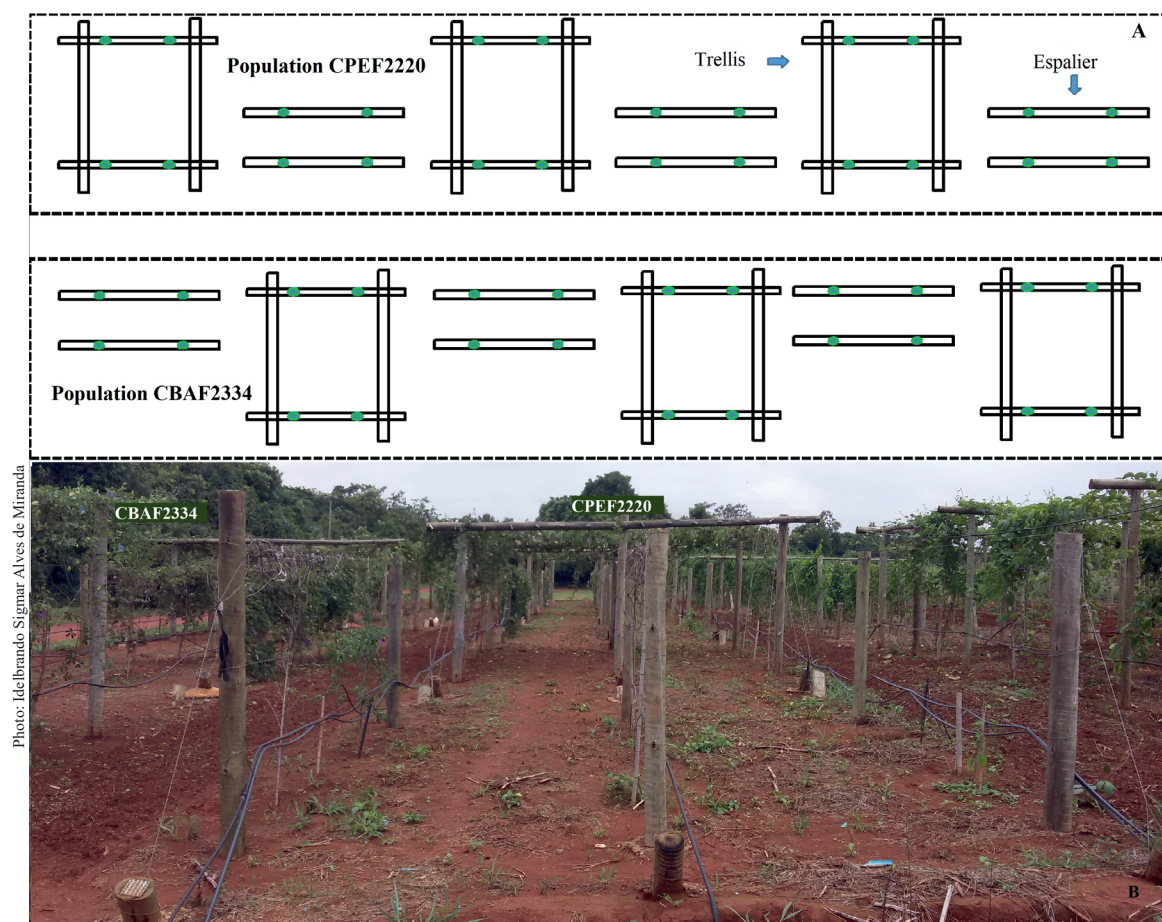 A
Population CPEF2220
Trellis
Espalier
Population CBAF2334
Photo: Idelbrando Sigmar Alves de Miranda
CBAF2334
CPEF2220
B